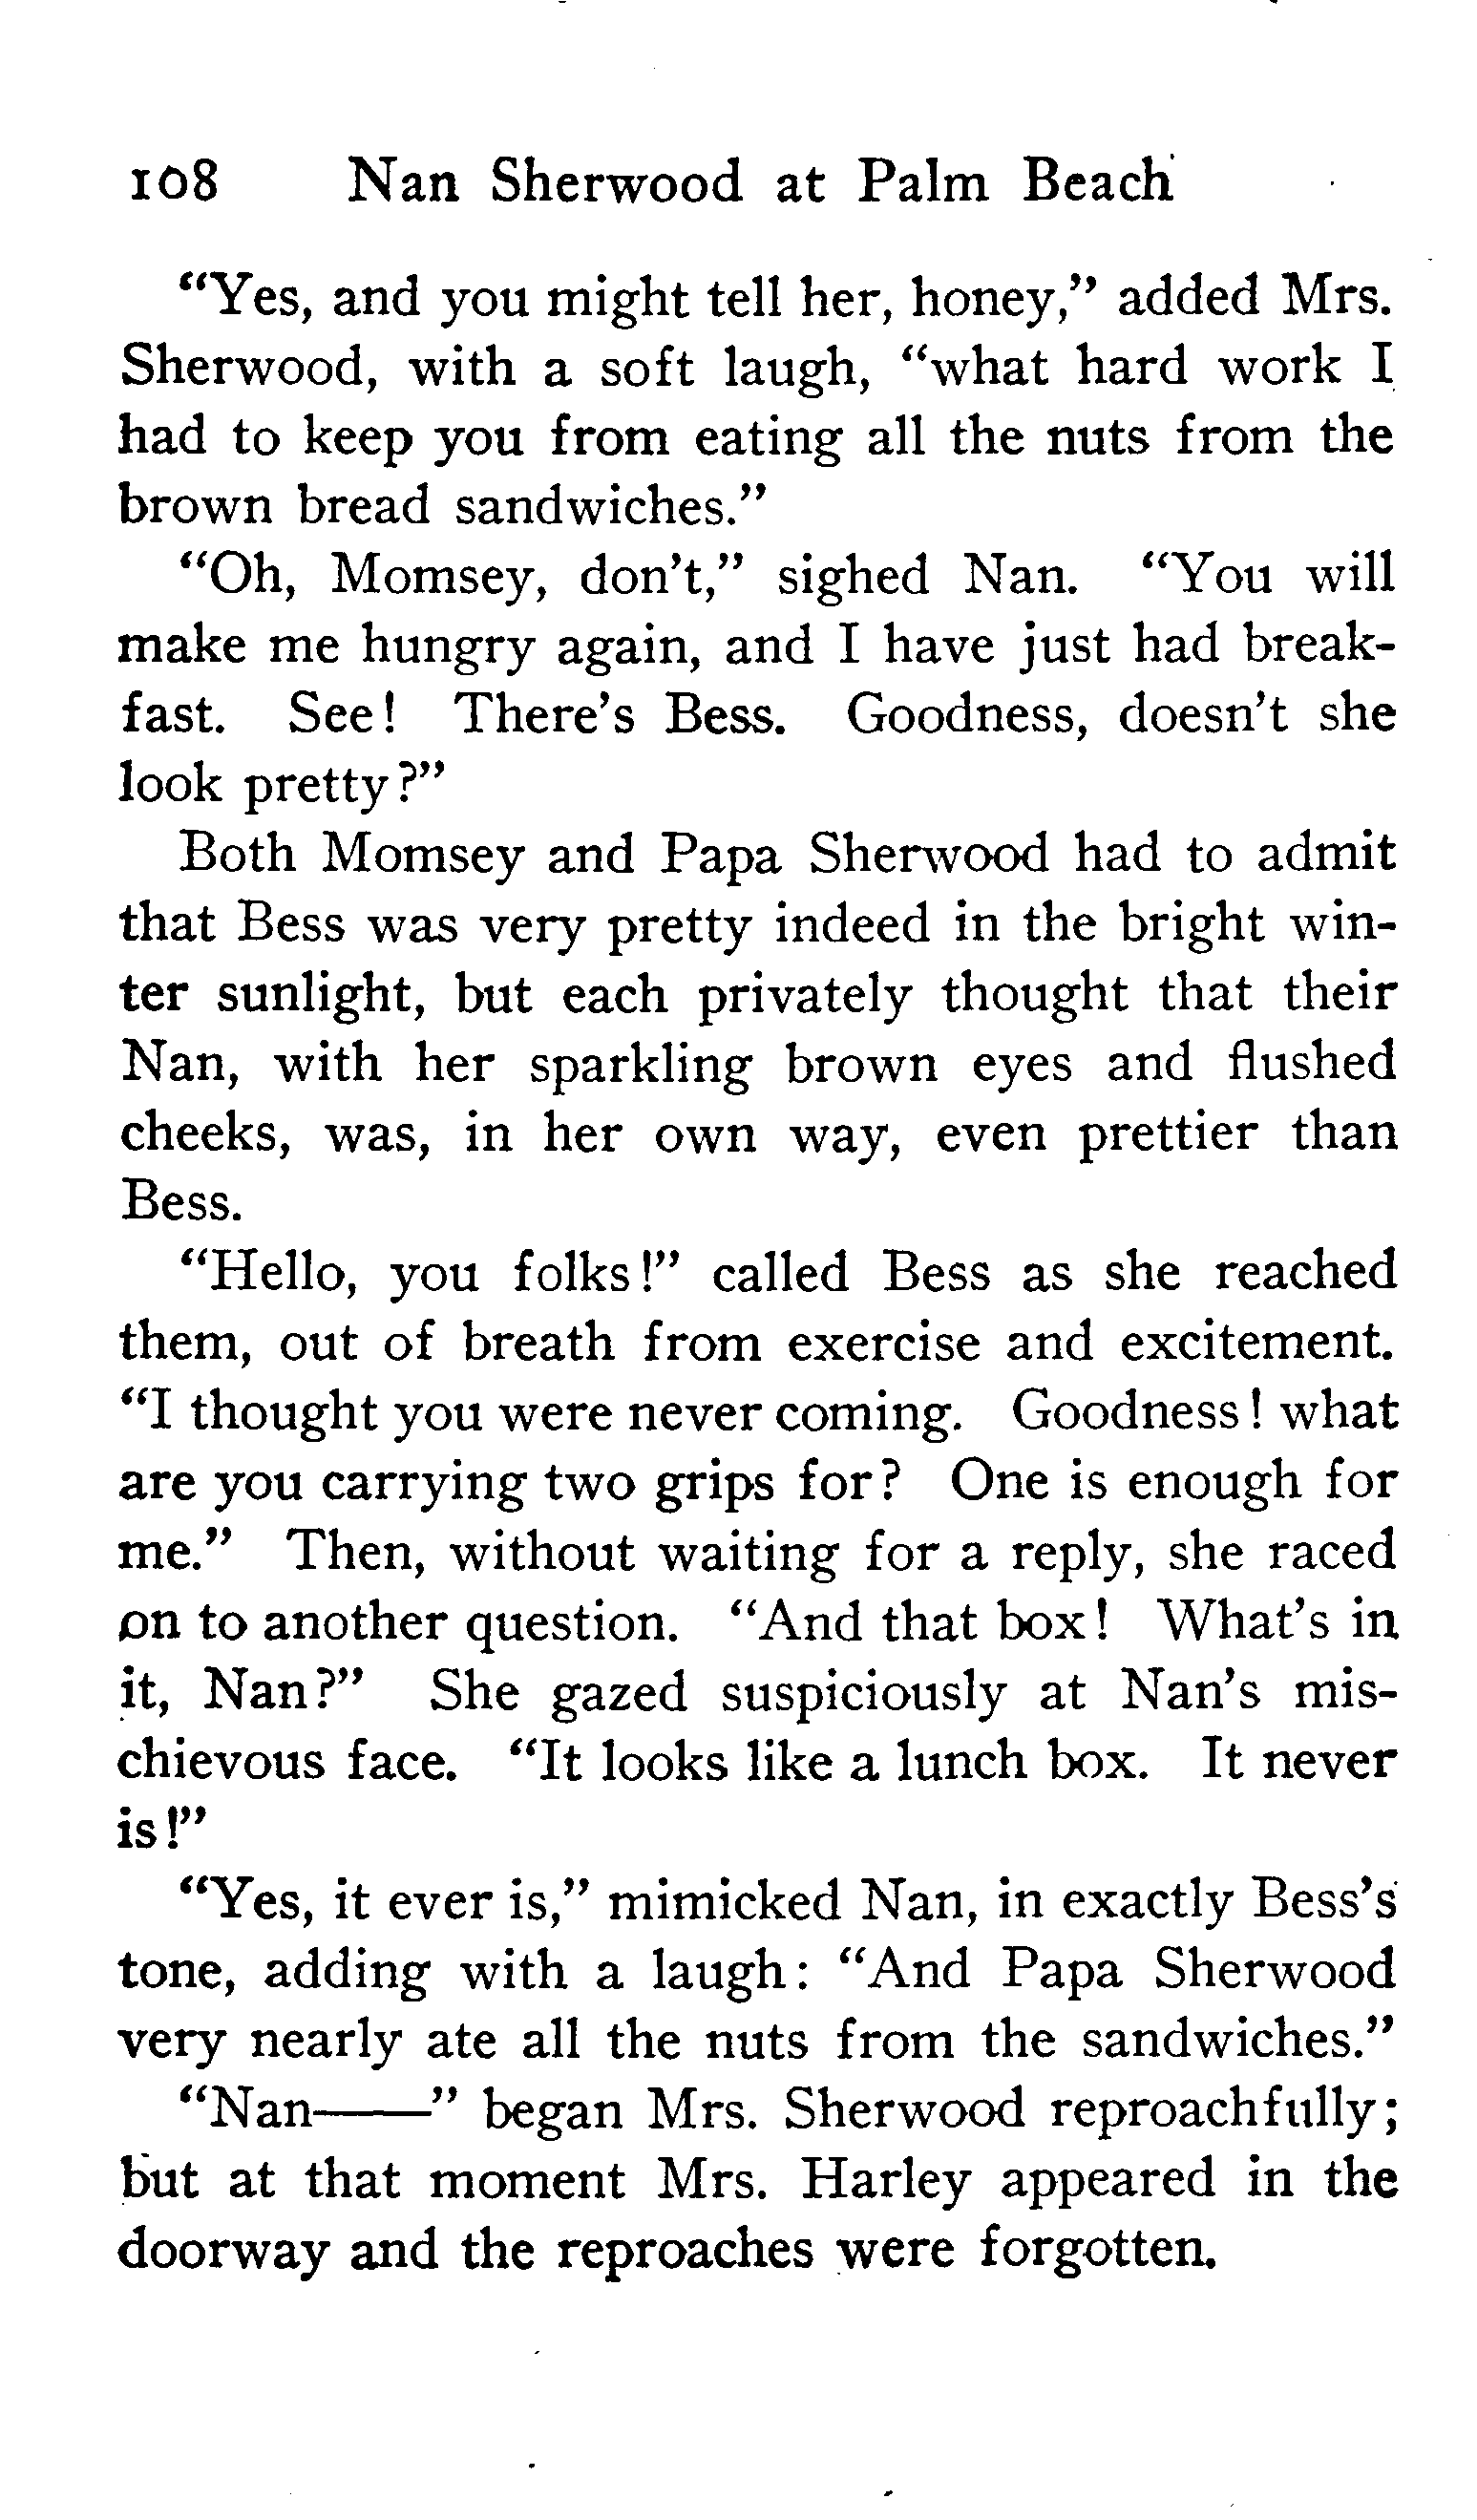 108 Nan Sherwood at Palm Beach
"Yes, and you might tell her, honey," added Mrs.
Sherwood, with a soft laugh, "what hard work I
had to keep you from eating all the nuts from the
brown bread sandwiches."
"Oh, Momsey, don't," sighed Nan. "You will
make me hungry again, and I have just had break-
fast. See! There's Bess. Goodness, doesn't she
look pretty?"
Both Momsey and Papa Sherwood had to admit
that Bess was very pretty indeed in the bright win-
ter sunlight, but each privately thought that their
Nan, with her sparkling brown eyes and flushed
cheeks, was, in her own way, even prettier than
Bess.
"Hello, you folks!" called Bess as she reached
them, out of breath from exercise and excitement.
"I thought you were never coming. Goodness! what
are you carrying two grips for? One is enough for
me." Then, without waiting for a reply, she raced
on to another question. "And that box! What's in
it, Nan?" She gazed suspiciously at Nan's mis-
chievous face. "It looks like a lunch box. It never
is!"
"Yes, it ever is," mimicked Nan, in exactly Bess's
tone, adding with a laugh: "And Papa Sherwood
very nearly ate all the nuts from the sandwiches."
"Nan——" began Mrs. Sherwood reproachfully;
but at that moment Mrs. Harley appeared in the
doorway and the reproaches were forgotten.